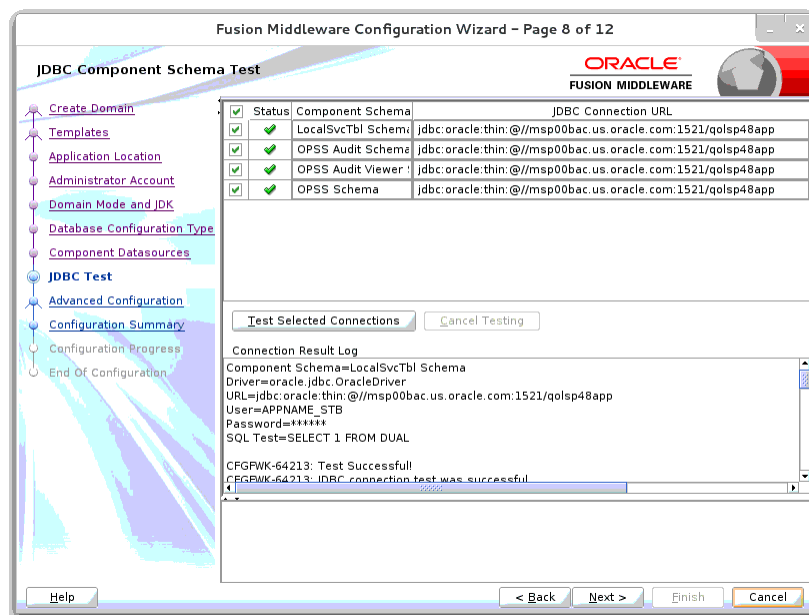 Fusion Middleware Configuration Wizard - Page 8 of 12
JDBC Component Schema Test
ORACLE
FUSION MIDDLEWARE
Create Domain
Templates
Application Location
Administrator Account
Domain Mode and JDK
Database Configuration Type
Component Datasources
JDBC Test
Advanced Configuration
Configuration Summary
Configuration Progress
End Of Configuration
Status Component Schema JDBC Connection URL
LocalSvcTbl Schema jdbc:oracle:thin:@//msp00bac.us.oracle.com:1521/qolsp48app
OPSS Audit Schema jdbc:oracle:thin:@//msp00bac.us.oracle.com:1521/qolsp48app
OPSS Audit Viewer jdbc:oracle:thin:@//msp00bac.us.oracle.com:1521/qolsp48app
OPSS Schema jdbc:oracle:thin:@//msp00bac.us.oracle.com:1521/qolsp48app
Test Selected Connections Cancel Testing
Connection Result Log
Component Schema=LocalSvcTbl Schema
Driver=oracle.jdbc.OracleDriver
URL=jdbc:oracle:thin:@//msp00bac.us.oracle.com:1521/qolsp48app
User=APPNAME_STB
Password=******
SQL Test=SELECT 1 FROM DUAL
CFGFWK-64213: Test Successful!
CFGFWK-64213: JDBC connection test was successful
Help < Back Next > Finish Cancel